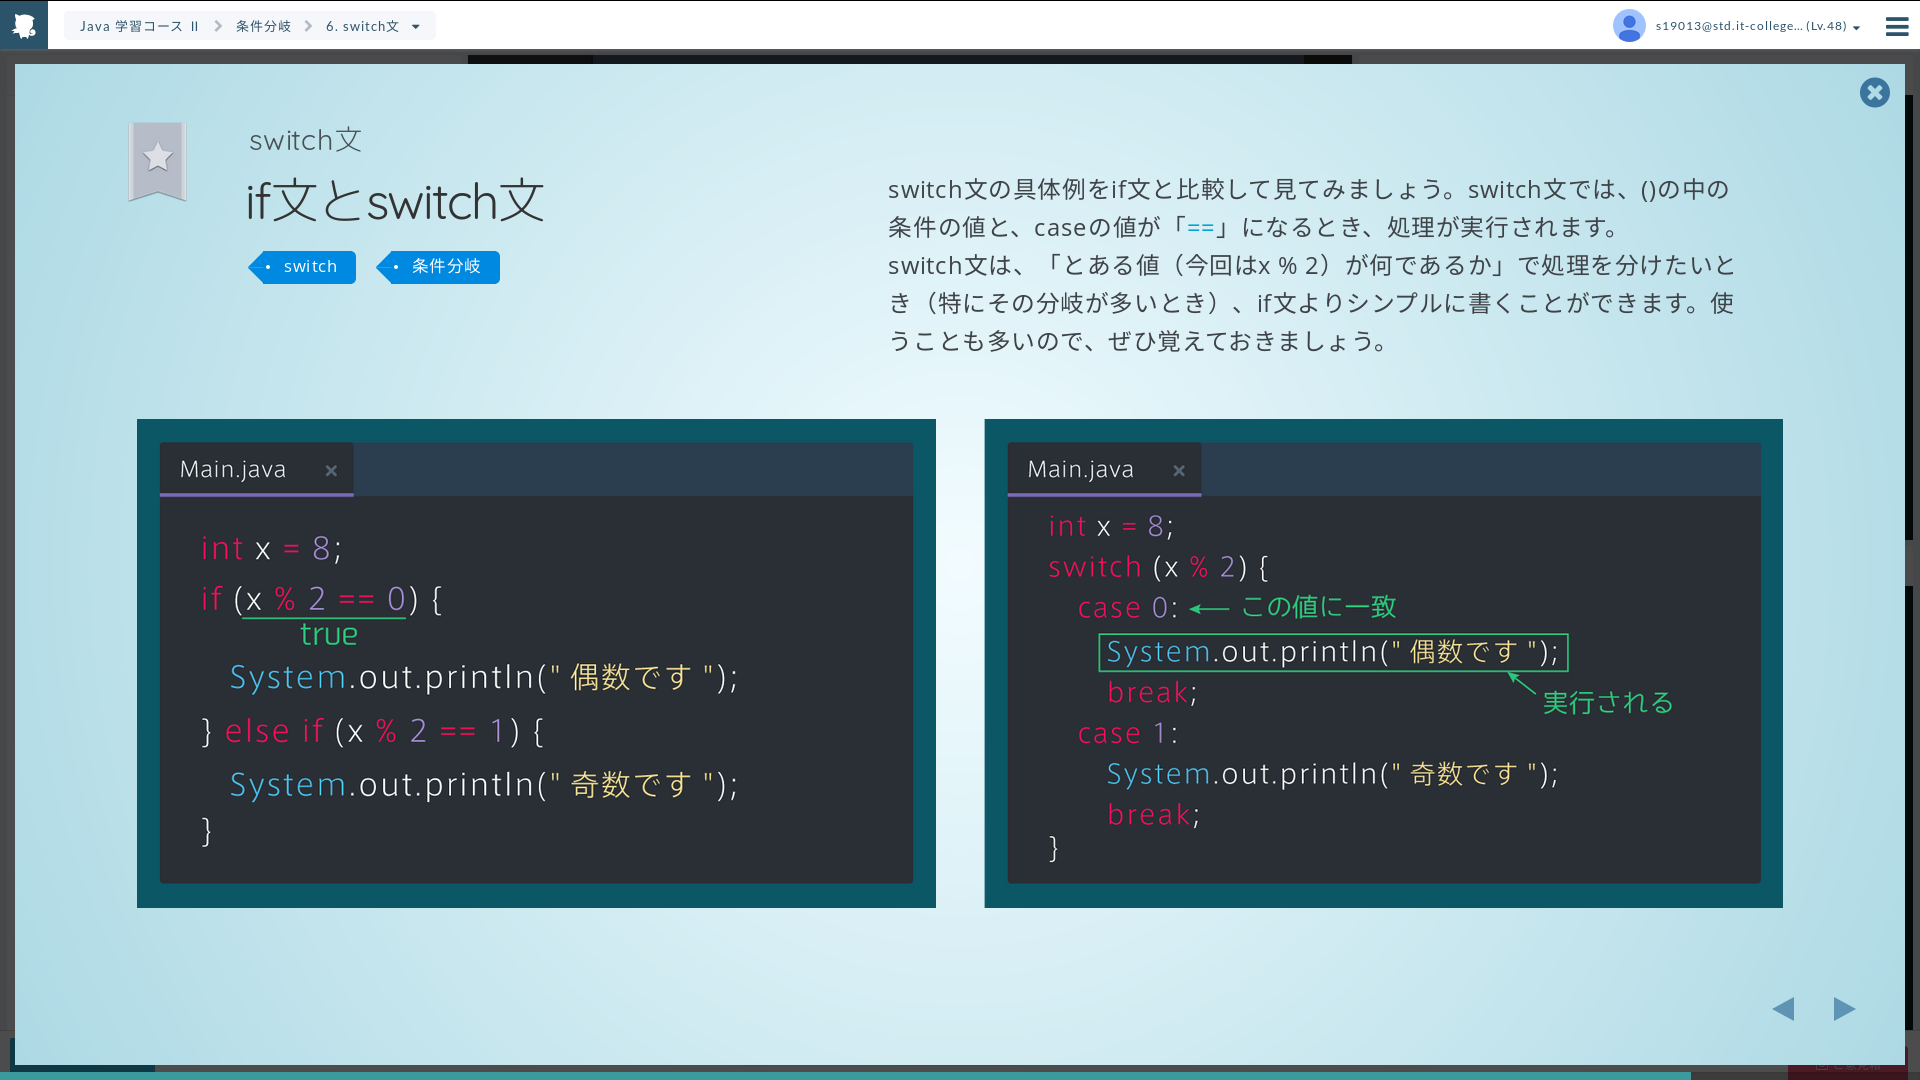 Java 学習コース II
条件分岐
6. switch文
s19013@std.it-college... (Lv.48)
switch文
if文とswitch文
switch
条件分岐
switch文の具体例をif文と比較して見てみましょう。switch文では、()の中の
条件の値と、caseの値が「==」になるとき、処理が実行されます。
switch文は、「とある値（今回はx % 2）が何であるか」で処理を分けたいと
き（特にその分岐が多いとき）、if文よりシンプルに書くことができます。使
うことも多いので、ぜひ覚えておきましょう。
Main.java
int x = 8;
if (x % 2 == 0) {
true
System.out.println(" 偶数です ");
} else if (x % 2 == 1) {
System.out.println(" 奇数です ");
}
Main.java
int x = 8;
switch (x % 2) {
case 0: この値に一致
System.out.println(" 偶数です ");
break;
実行される
case 1:
System.out.println(" 奇数です ");
break;
}